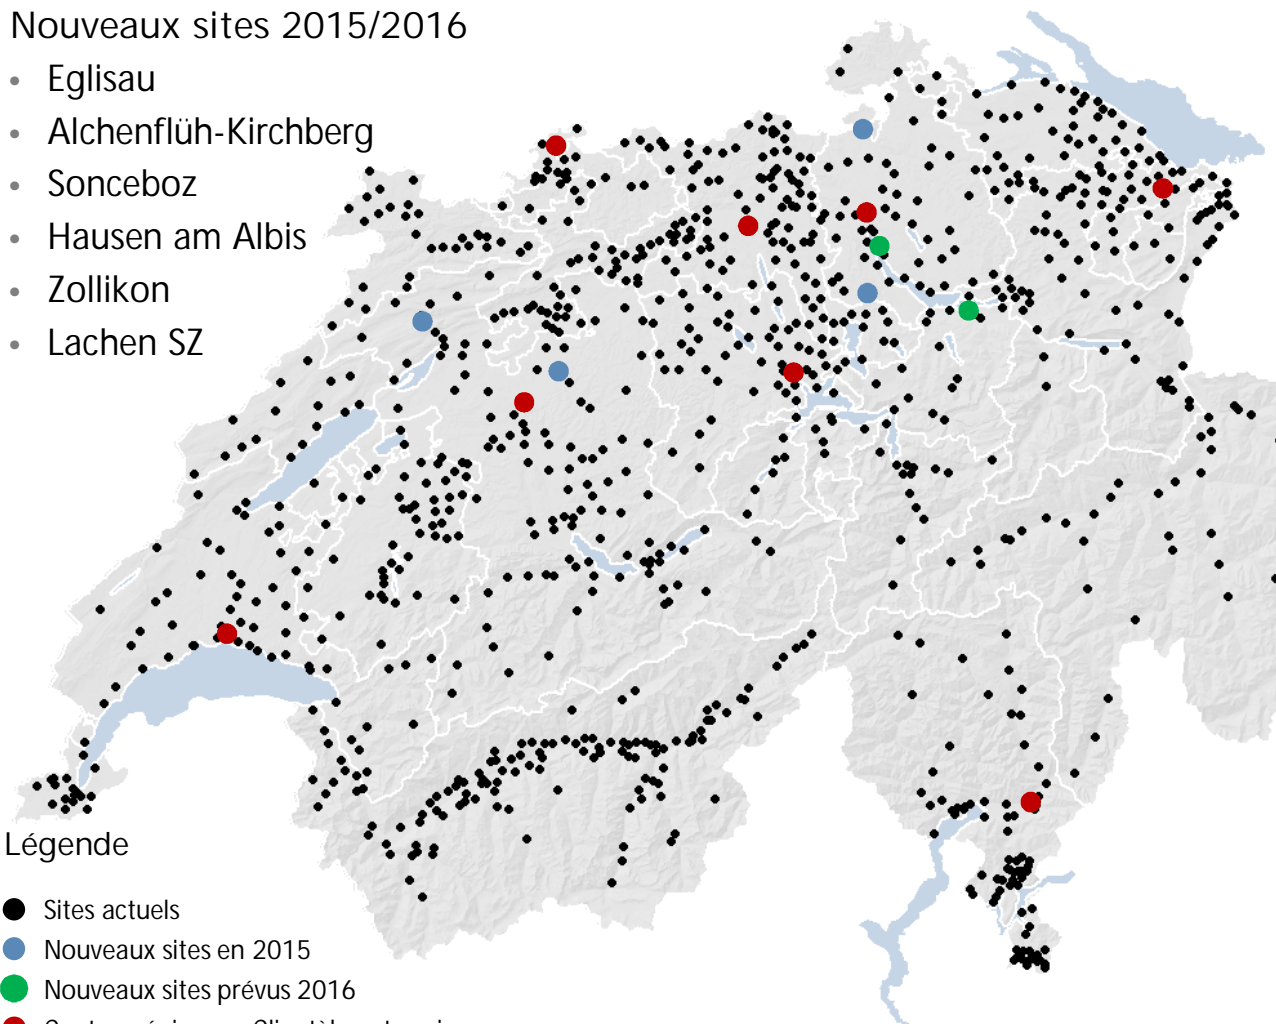 Nouveaux sites 2015/2016
• Eglisau
• Alchenflüh-Kirchberg
• Sonceboz
• Hausen am Albis
• Zollikon
• Lachen SZ
Légende
Sites actuels
Nouveaux sites en 2015
Nouveaux sites prévus 2016